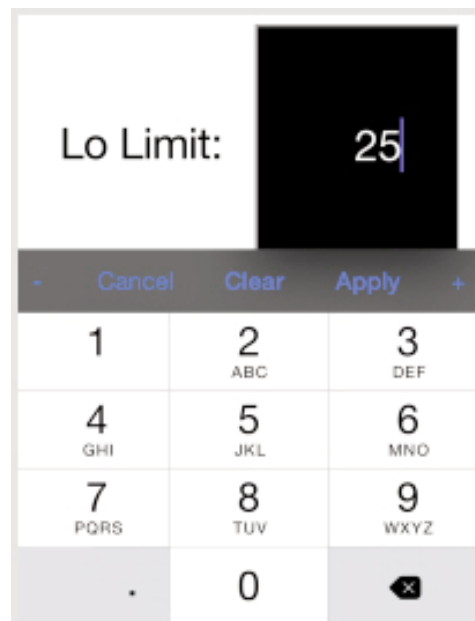 Lo Limit: 25
- Cancel Clear Apply +
1 2 3
ABC DEF
4 5 6
GHI JKL MNO
7 8 9
PQRS TUV WXYZ
. 0